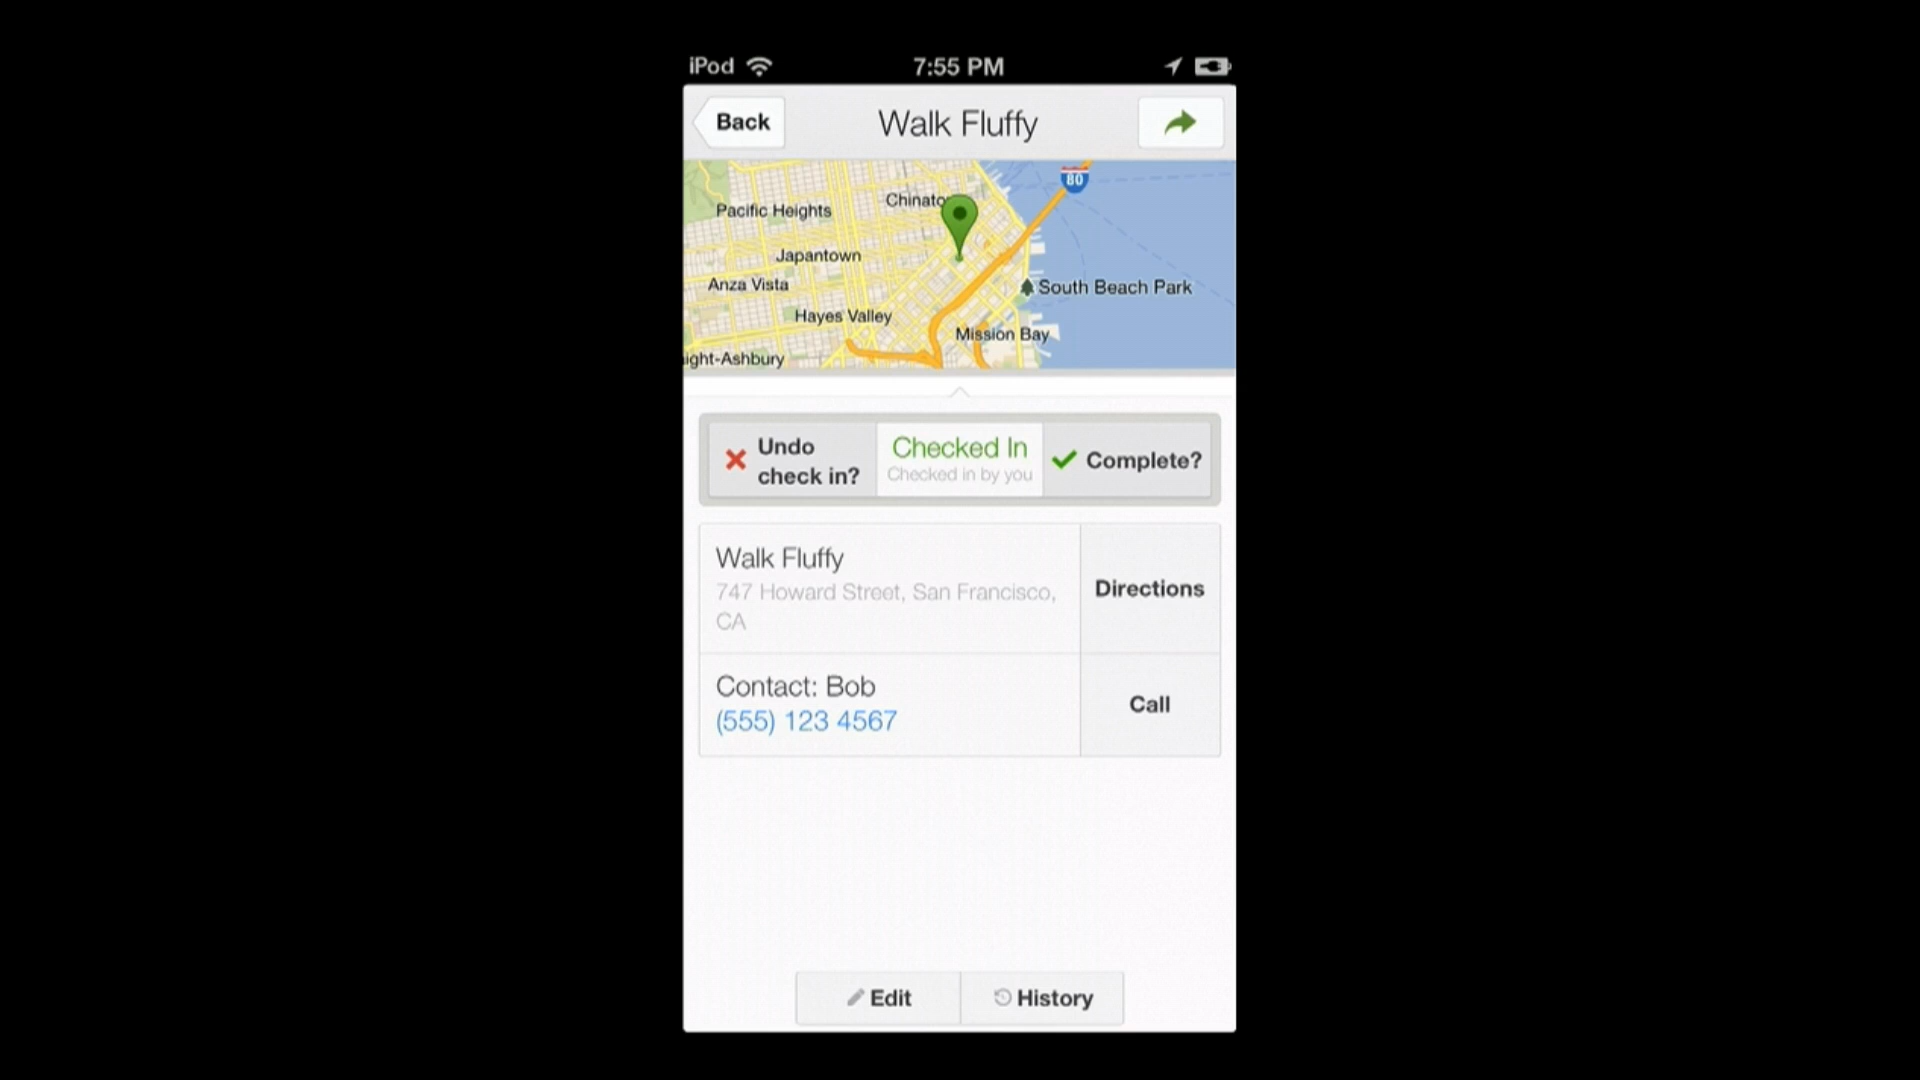 iPod
7:55 PM
Back
Walk Fluffy
80
Pacific Heights
Japantown
Anza Vista
South Beach Park
Hayes Valley
Mission Bay
ight-Ashbury
Chinato
Undo
check in?
Checked In
Checked in by you
Complete?
Walk Fluffy
747 Howard Street, San Francisco,
CA
Directions
Contact: Bob
(555) 123 4567
Call
Edit
History